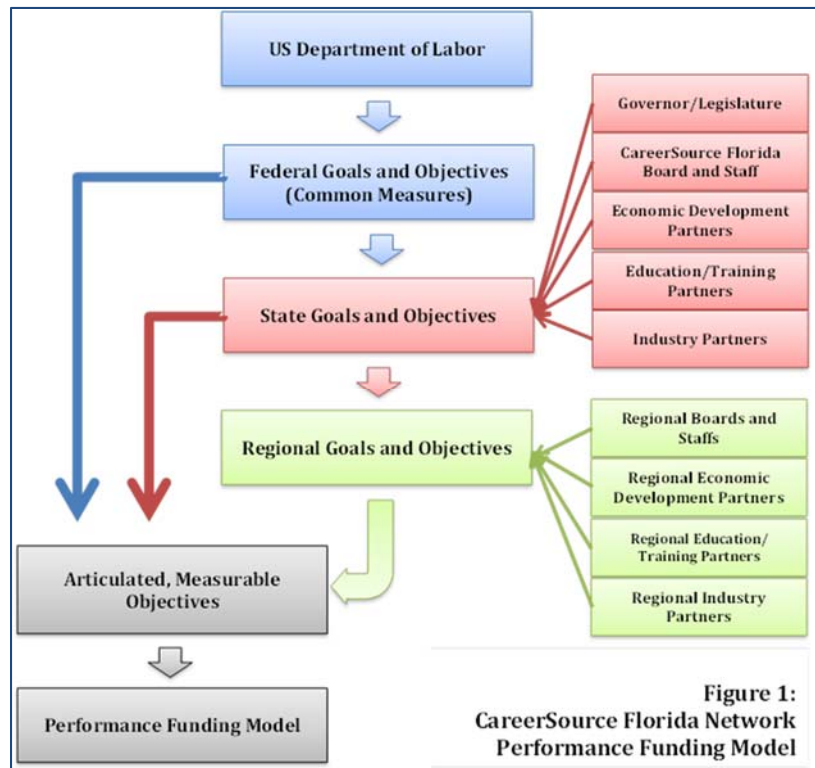 US Department of Labor
Federal Goals and Objectives
(Common Measures)
State Goals and Objectives
Regional Goals and Objectives
Articulated, Measurable
Objectives
Performance Funding Model
Governor/Legislature
CareerSource Florida
Board and Staff
Economic Development
Partners
Education/Training
Partners
Industry Partners
Regional Boards and
Staffs
Regional Economic
Development Partners
Regional Education/
Training Partners
Regional Industry
Partners
Figure 1:
CareerSource Florida Network
Performance Funding Model